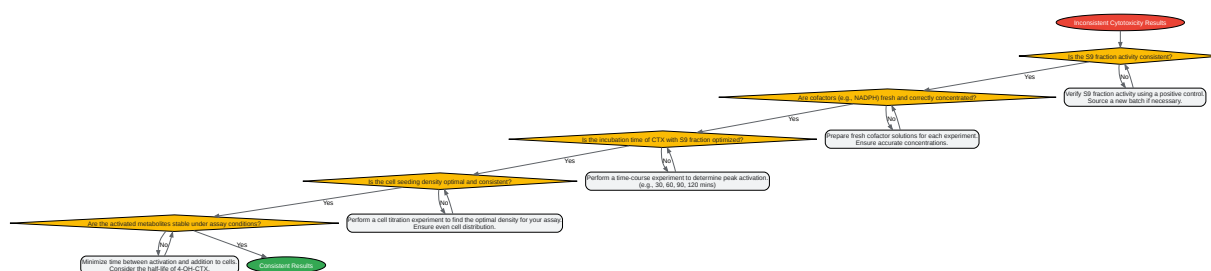 Inconsistent Cytotoxicity Results
Is the S9 fraction activity consistent?
Yes
No
Verify S9 fraction activity using a positive control.
Source a new batch if necessary.
Are cofactors (e.g., NADPH) fresh and correctly concentrated?
Yes
No
Prepare fresh cofactor solutions for each experiment.
Ensure accurate concentrations.
Is the incubation time of CTX with S9 fraction optimized?
Yes
No
Perform a time-course experiment to determine peak activation.
(e.g., 30, 60, 90, 120 mins)
Is the cell seeding density optimal and consistent?
Yes
No
Perform a cell titration experiment to find the optimal density for your assay.
Ensure even cell distribution.
Are the activated metabolites stable under assay conditions?
No
Yes
Minimize time between activation and addition to cells.
Consider the half-life of 4-OH-CTX.
Consistent Results